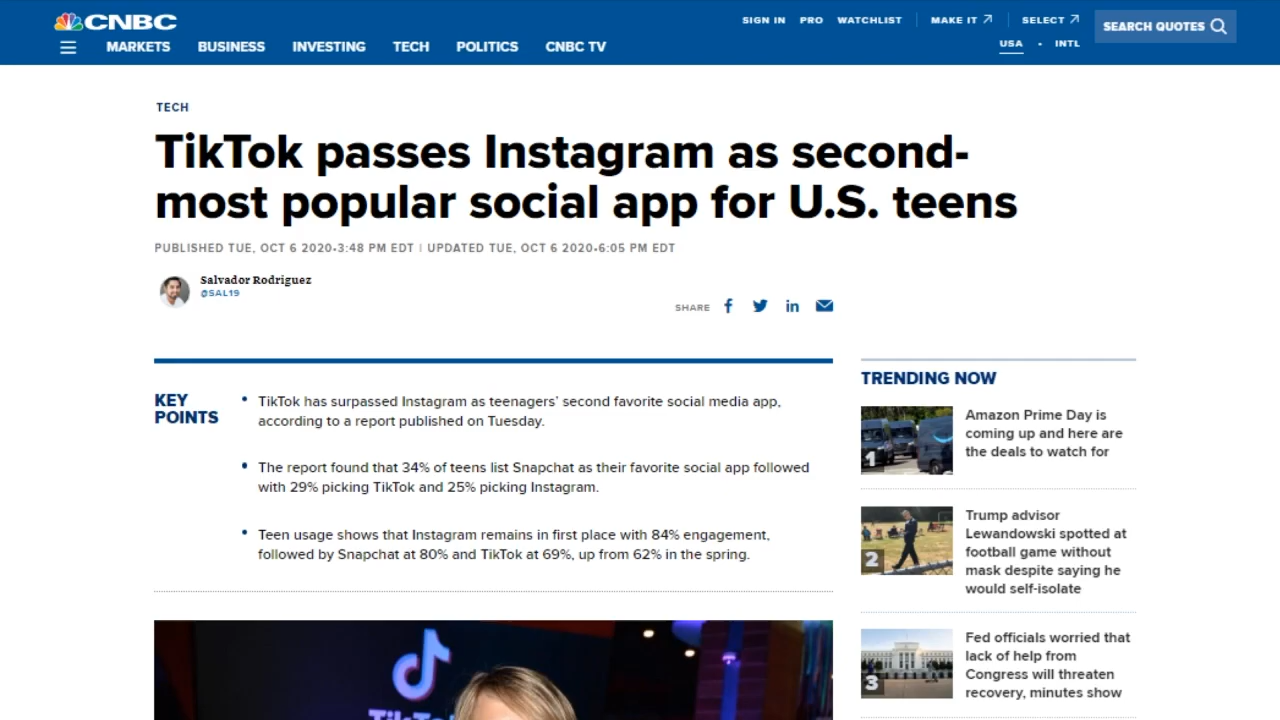 CNBC
SIGN IN PRO WATCHLIST MAKE IT SELECT
USA • INTL
SEARCH QUOTES
MARKETS BUSINESS INVESTING TECH POLITICS CNBC TV
TECH
TikTok passes Instagram as second-
most popular social app for U.S. teens
PUBLISHED TUE, OCT 6 2020•3:48 PM EDT | UPDATED TUE, OCT 6 2020•6:05 PM EDT
Salvador Rodriguez
@SAL19
SHARE
KEY
POINTS
• TikTok has surpassed Instagram as teenagers’ second favorite social media app,
according to a report published on Tuesday.
• The report found that 34% of teens list Snapchat as their favorite social app followed
with 29% picking TikTok and 25% picking Instagram.
• Teen usage shows that Instagram remains in first place with 84% engagement,
followed by Snapchat at 80% and TikTok at 69%, up from 62% in the spring.
TikTok
TRENDING NOW
1
Amazon Prime Day is
coming up and here are
the deals to watch for
2
Trump advisor
Lewandowski spotted at
football game without
mask despite saying he
would self-isolate
3
Fed officials worried that
lack of help from
Congress will threaten
recovery, minutes show